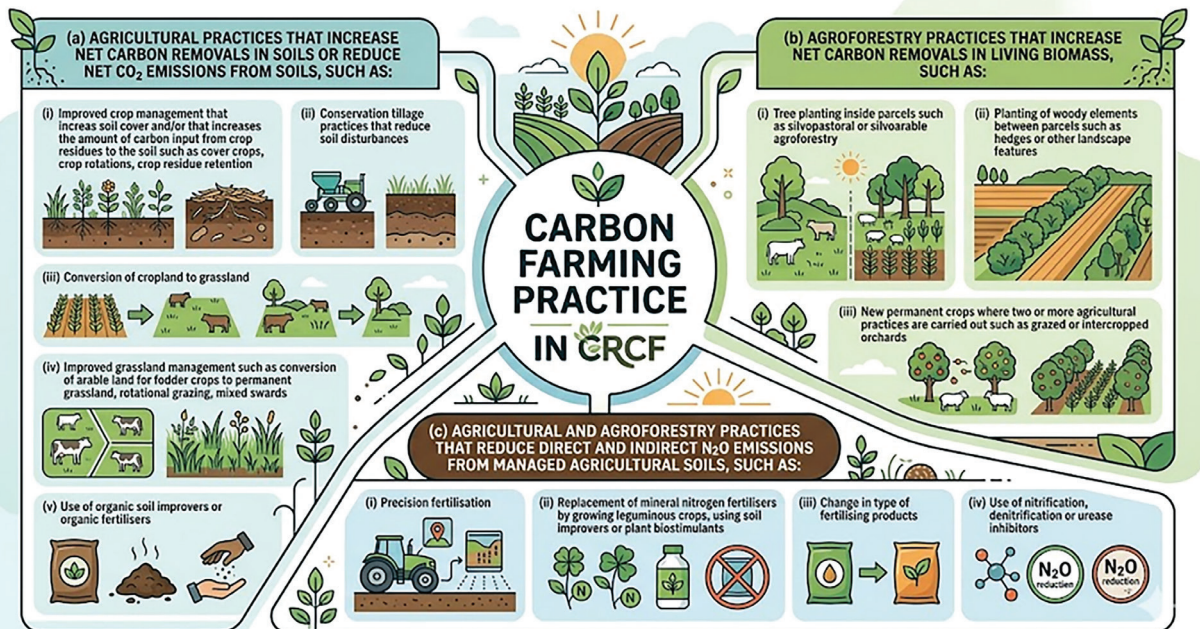 (a) AGRICULTURAL PRACTICES THAT INCREASE
NET CARBON REMOVALS IN SOILS OR REDUCE
NET CO₂ EMISSIONS FROM SOILS, SUCH AS:
(i) Improved crop management that
increas soil cover and/or that increases
the amount of carbon input from crop
residues to the soil such as cover crops,
crop rotations, crop residue retention
(ii) Conservation tillage
practices that reduce
soil disturbances
(iii) Conversion of cropland to grassland
(iv) Improved grassland management such as conversion
of arable land for fodder crops to permanent
grassland, rotational grazing, mixed swards
(v) Use of organic soil improvers or
organic fertilisers
CARBON
FARMING
PRACTICE
IN CRCF
(b) AGROFORESTRY PRACTICES THAT INCREASE
NET CARBON REMOVALS IN LIVING BIOMASS,
SUCH AS:
(i) Tree planting inside parcels such
as silvopastoral or silvoarable
agroforestry
(ii) Planting of woody elements
between parcels such as
hedges or other landscape
features
(iii) New permanent crops where two or more agricultural
practices are carried out such as grazed or intercropped
orchards
(c) AGRICULTURAL AND AGROFORESTRY PRACTICES
THAT REDUCE DIRECT AND INDIRECT N₂O EMISSIONS
FROM MANAGED AGRICULTURAL SOILS, SUCH AS:
(i) Precision fertilisation
(ii) Replacement of mineral nitrogen fertilisers
by growing leguminous crops, using soil
improvers or plant biostimulants
N
N
(iii) Change in type of
fertilising products
(iv) Use of nitrification,
denitrification or urease
inhibitors
N₂O
reduction
N₂O
reduction